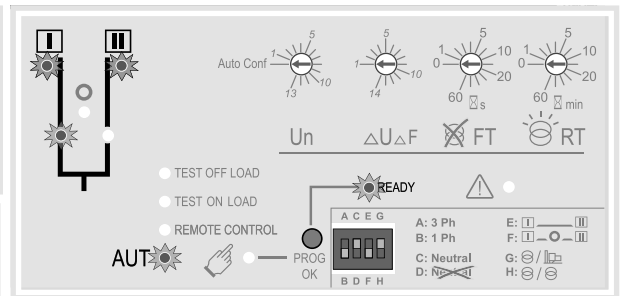 I II
5 5 5 5
Auto Conf 1 1 1 10 1 10
0 0
10 10 20 20
13 14 60 s 60 min
Un △U△F FT RT
TEST OFF LOAD
TEST ON LOAD
READY
REMOTE CONTROL
AUT
PROG
OK
A C E G
B D F H
A: 3 Ph E: I II
B: 1 Ph F: I O II
C: Neutral G: /
D: Neutral H: /